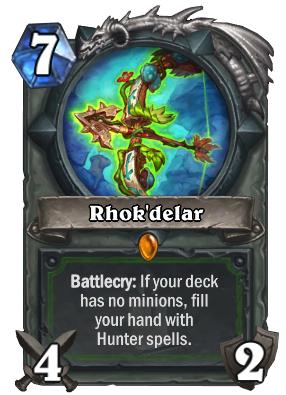 7
Rhok'delar
Battlecry: If your deck
has no minions, fill
your hand with
Hunter spells.
4
2